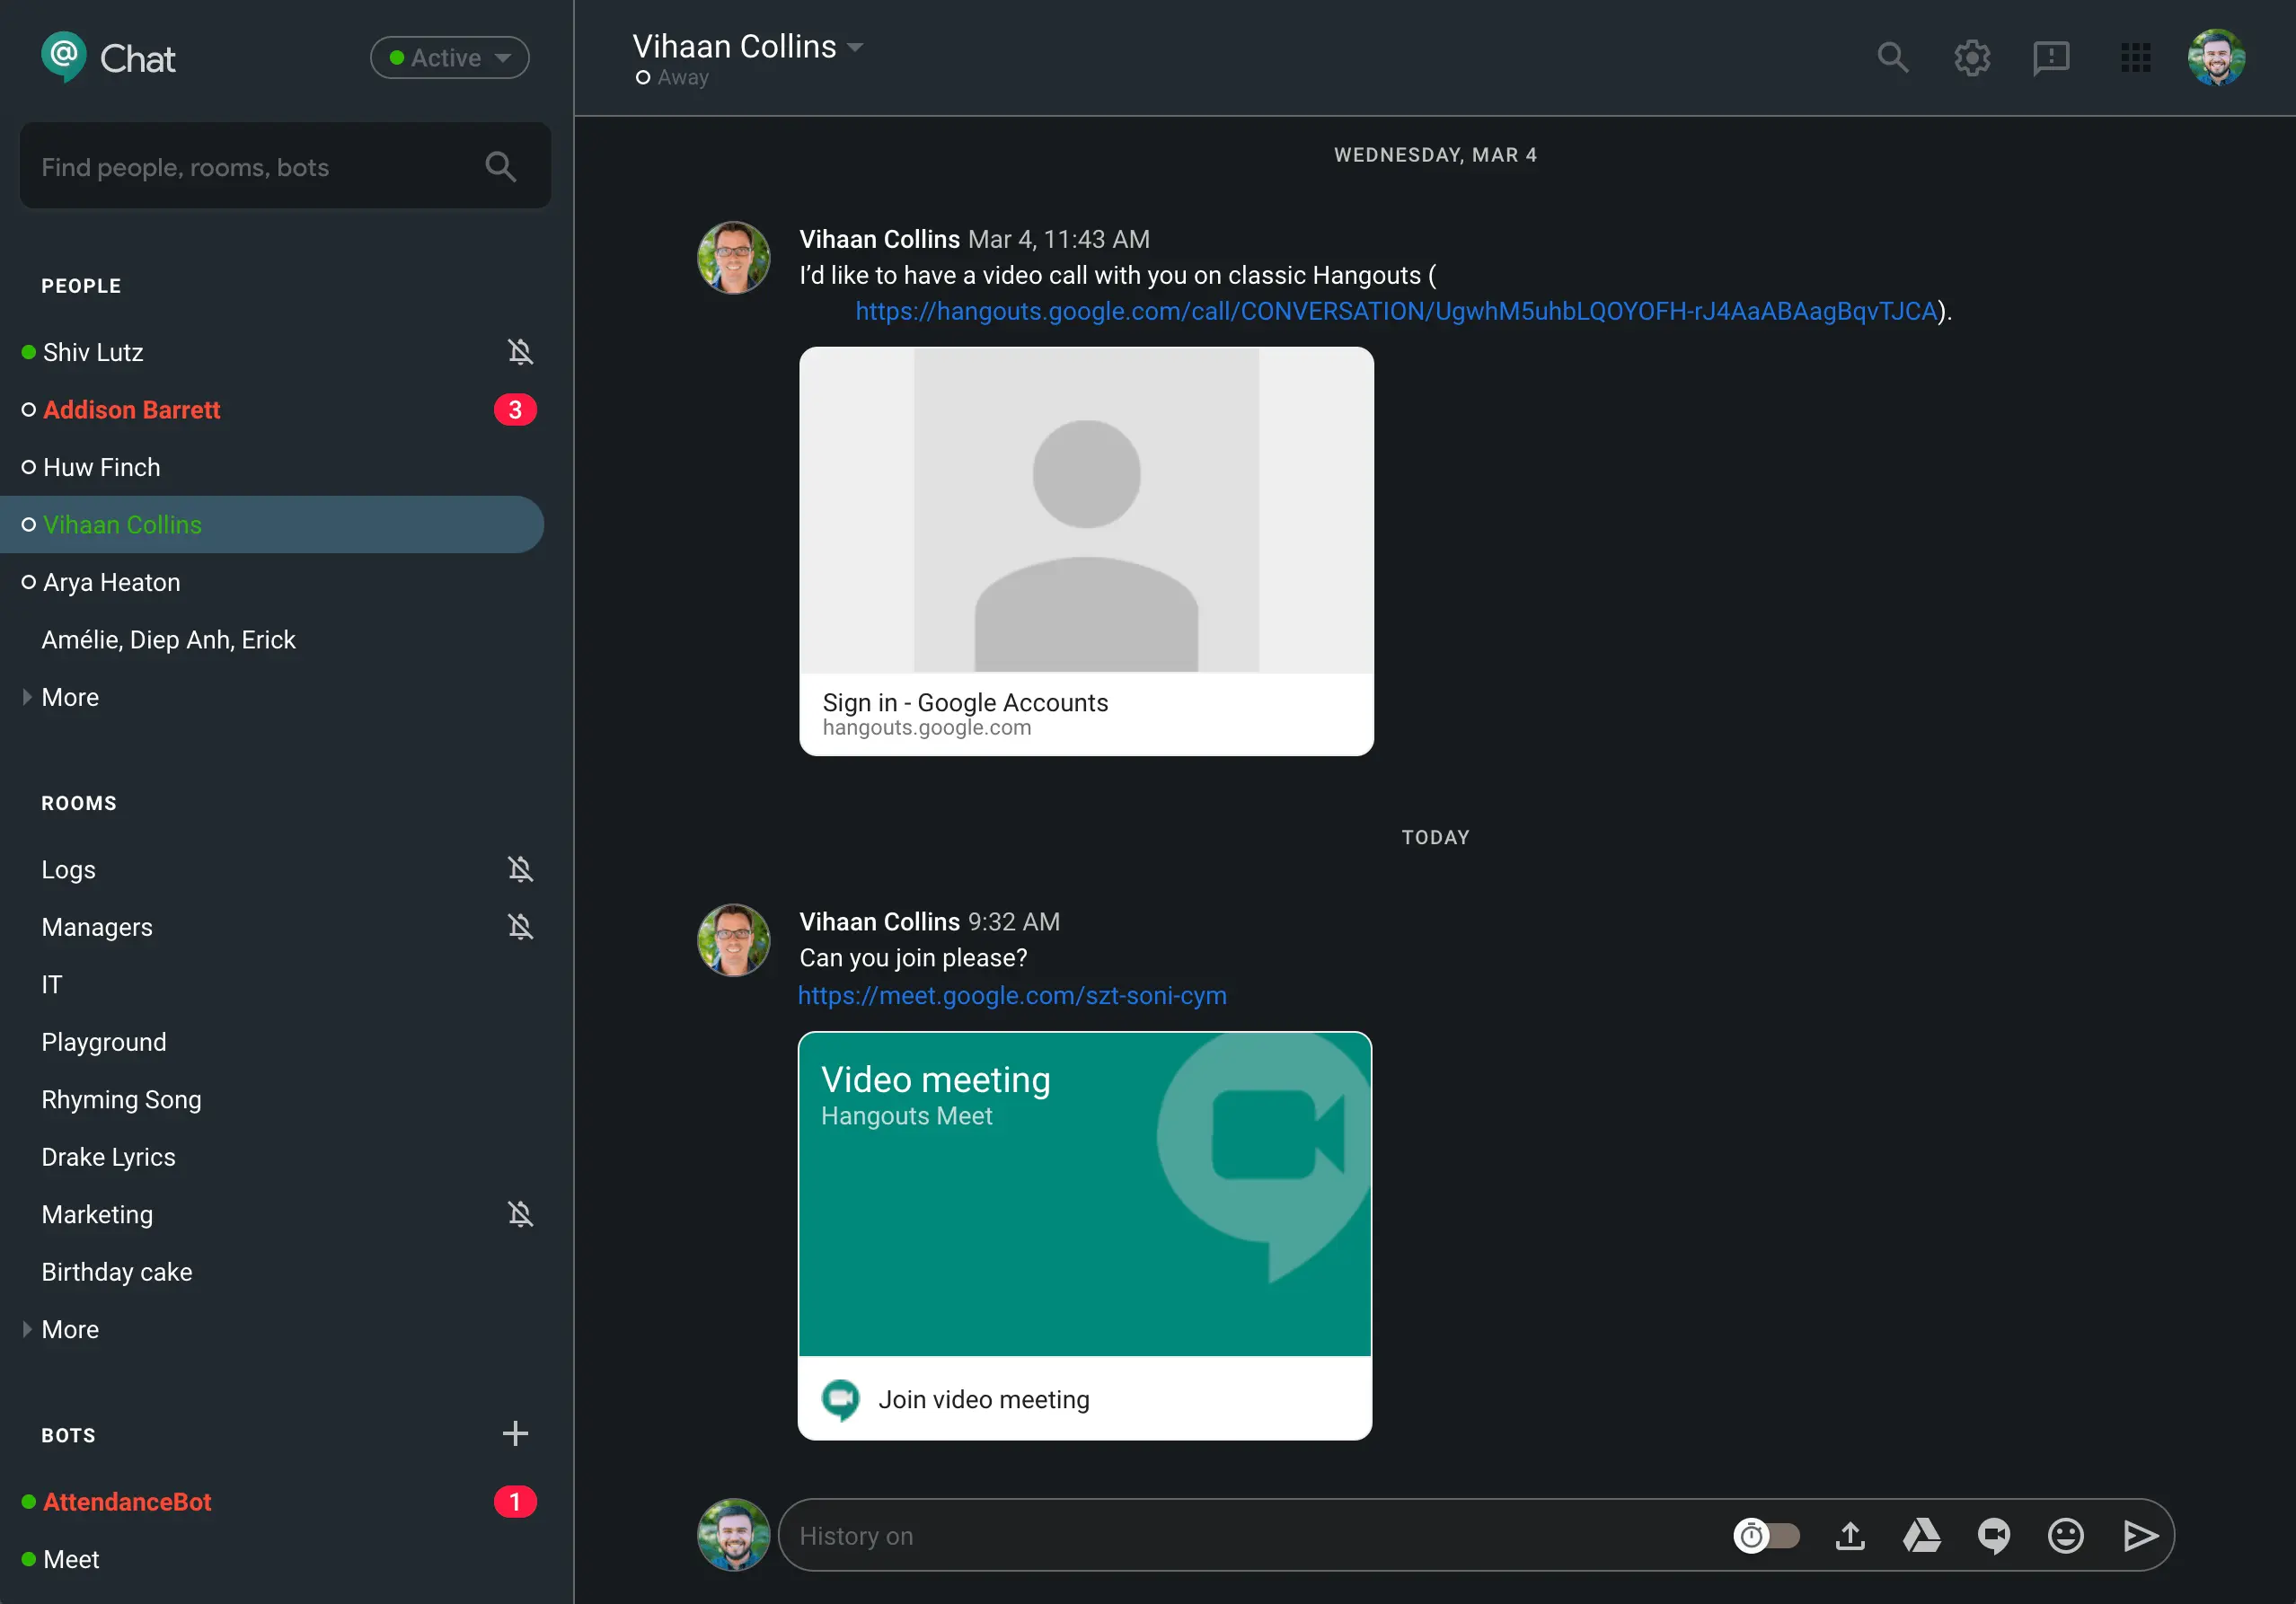 Chat
Active
Find people, rooms, bots
PEOPLE
Shiv Lutz
Addison Barrett 3
Huw Finch
Vihaan Collins
Arya Heaton
Amélie, Diep Anh, Erick
More
ROOMS
Logs
Managers
IT
Playground
Rhyming Song
Drake Lyrics
Marketing
Birthday cake
More
BOTS
AttendanceBot 1
Meet
Vihaan Collins
Away
WEDNESDAY, MAR 4
Vihaan Collins Mar 4, 11:43 AM
I’d like to have a video call with you on classic Hangouts (
https://hangouts.google.com/call/CONVERSATION/UgwhM5uhbLQOYOFH-rJ4AaABAagBqvTJCA).
Sign in - Google Accounts
hangouts.google.com
TODAY
Vihaan Collins 9:32 AM
Can you join please?
https://meet.google.com/szt-soni-cym
Video meeting
Hangouts Meet
Join video meeting
History on